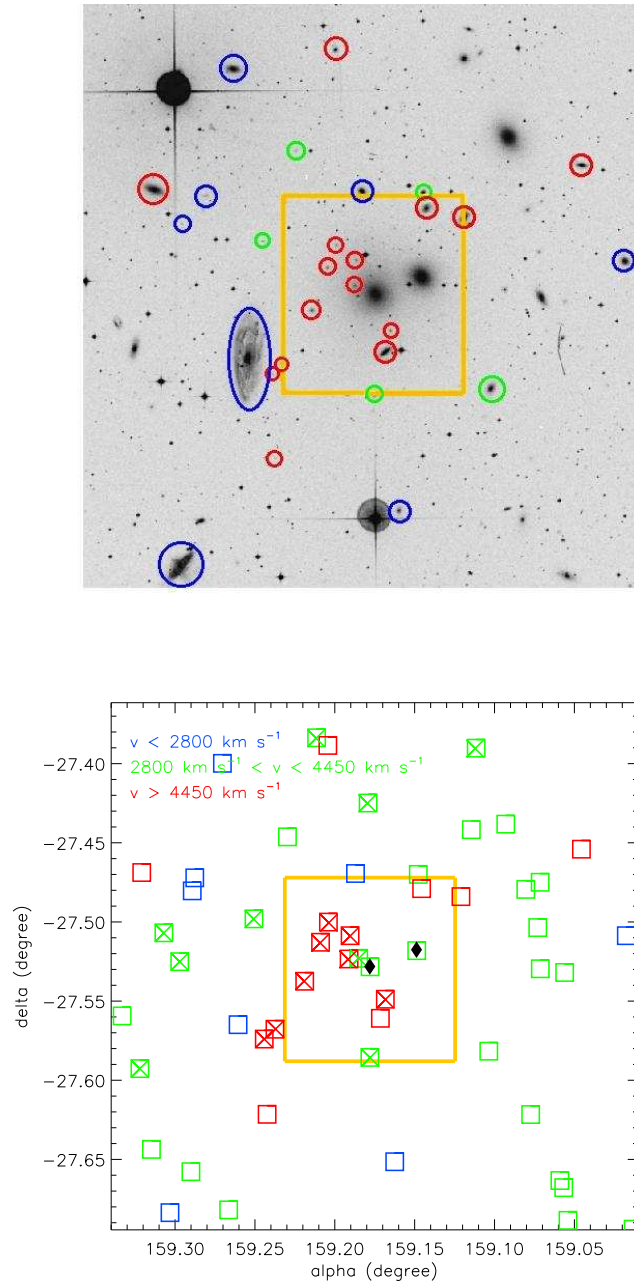 v < 2800 km s⁻¹
2800 km s⁻¹ < v < 4450 km s⁻¹
v > 4450 km s⁻¹
−27.40
−27.45
−27.50
−27.55
−27.60
−27.65
delta (degree)
159.30 159.25 159.20 159.15 159.10 159.05
alpha (degree)